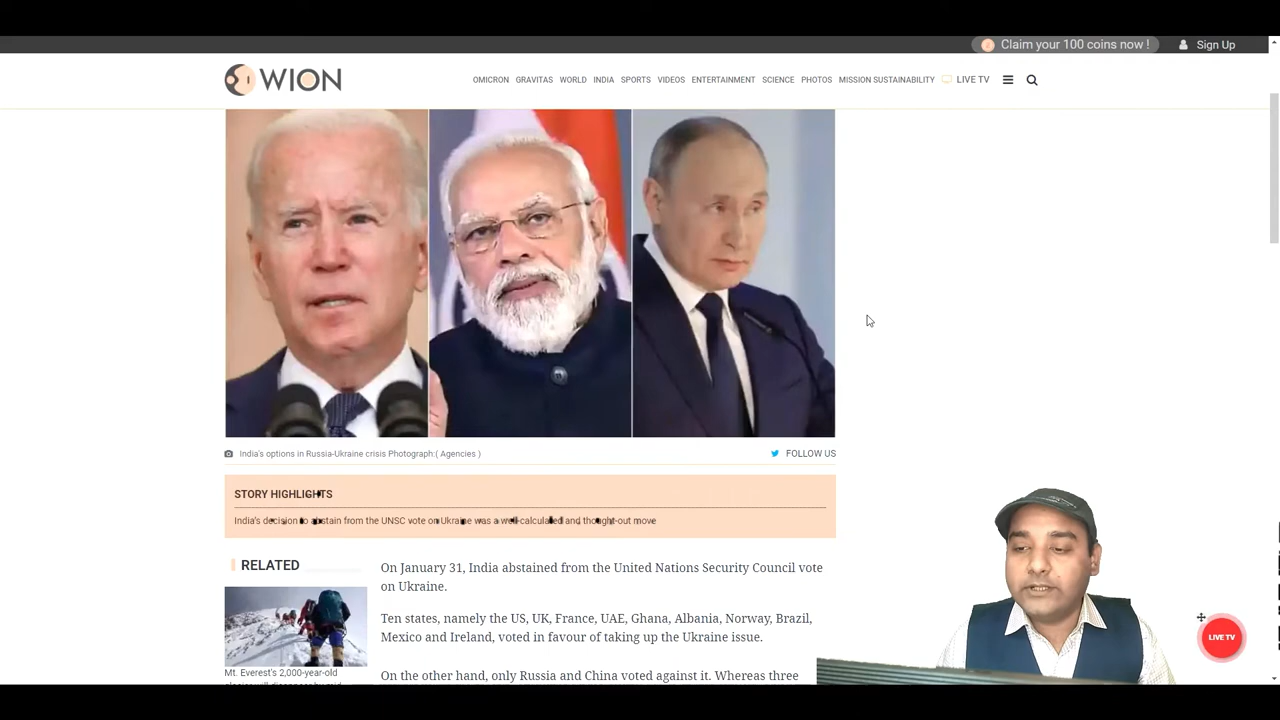 Claim your 100 coins now !
Sign Up
WION
OMICRON GRAVITAS WORLD INDIA SPORTS VIDEOS ENTERTAINMENT SCIENCE PHOTOS MISSION SUSTAINABILITY LIVE TV
India's options in Russia-Ukraine crisis Photograph:( Agencies )
FOLLOW US
STORY HIGHLIGHTS
India's decision to abstain from the UNSC vote on Ukraine was a well-calculated and thought-out move
RELATED
On January 31, India abstained from the United Nations Security Council vote
on Ukraine.
Ten states, namely the US, UK, France, UAE, Ghana, Albania, Norway, Brazil,
Mexico and Ireland, voted in favour of taking up the Ukraine issue.
Mt. Everest's 2,000-year-old
On the other hand, only Russia and China voted against it. Whereas three
LIVE TV